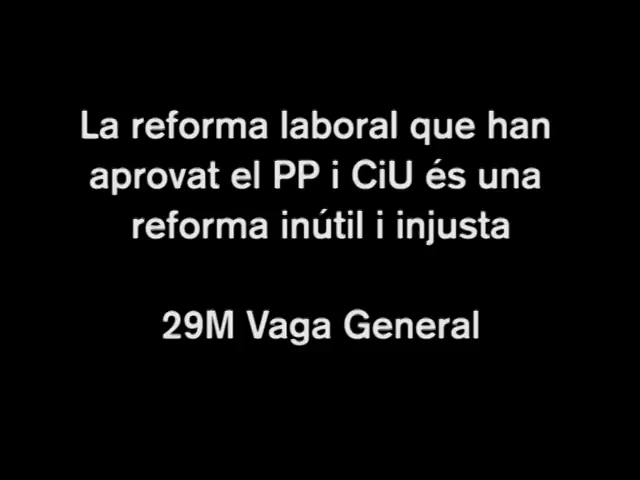 La reforma laboral que han
aprovat el PP i CiU és una
reforma inútil i injusta
29M Vaga General